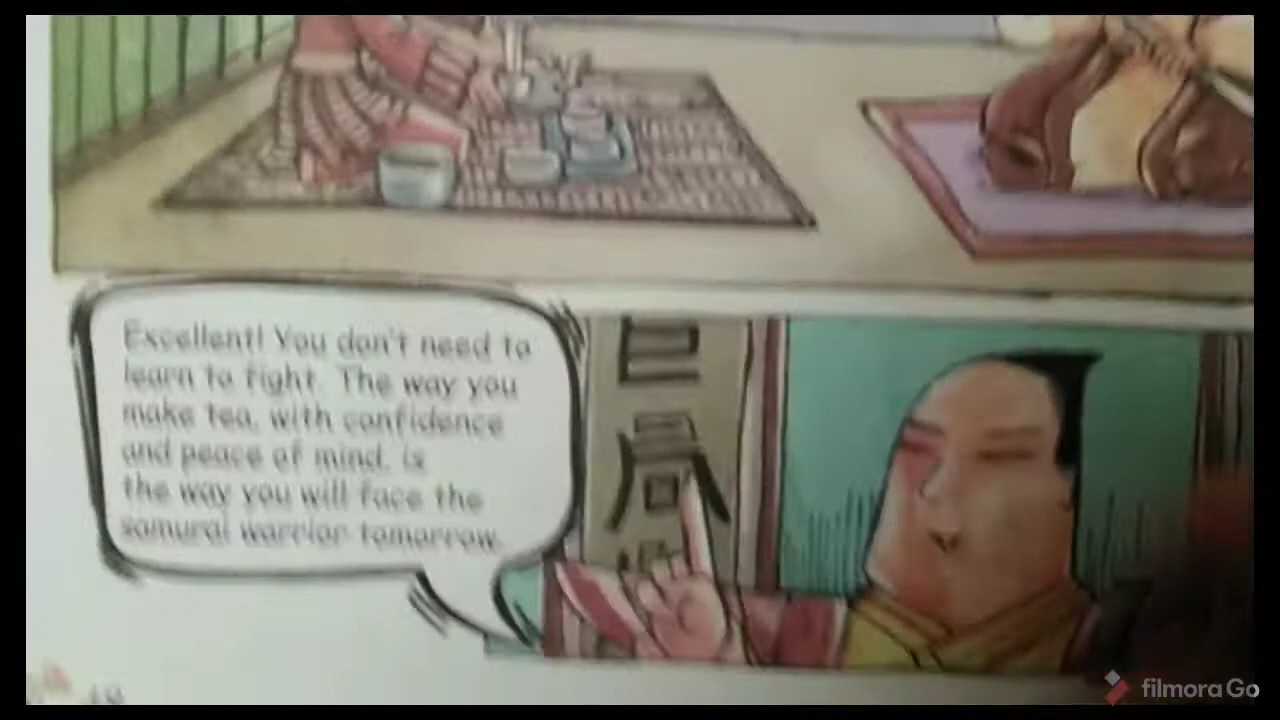 Excellent! You don't need to
learn to fight. The way you
make tea, with confidence
and peace of mind, is
the way you will face the
samurai warrior tomorrow.
filmoraGo